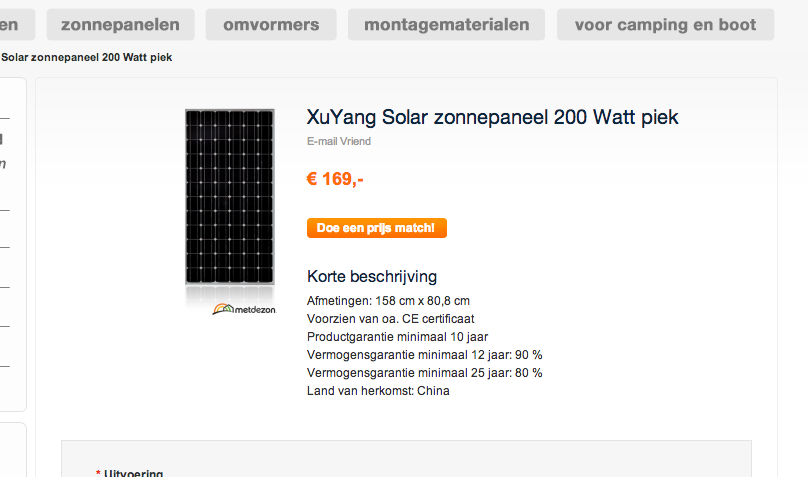 en
zonnepanelen
omvormers
montagematerialen
voor camping en boot
Solar zonnepaneel 200 Watt piek
n
XuYang Solar zonnepaneel 200 Watt piek
E-mail Vriend
€ 169,-
Doe een prijs match!
metdezon
Korte beschrijving
Afmetingen: 158 cm x 80,8 cm
Voorzien van oa. CE certificaat
Productgarantie minimaal 10 jaar
Vermogensgarantie minimaal 12 jaar: 90 %
Vermogensgarantie minimaal 25 jaar: 80 %
Land van herkomst: China
* Uitvoering